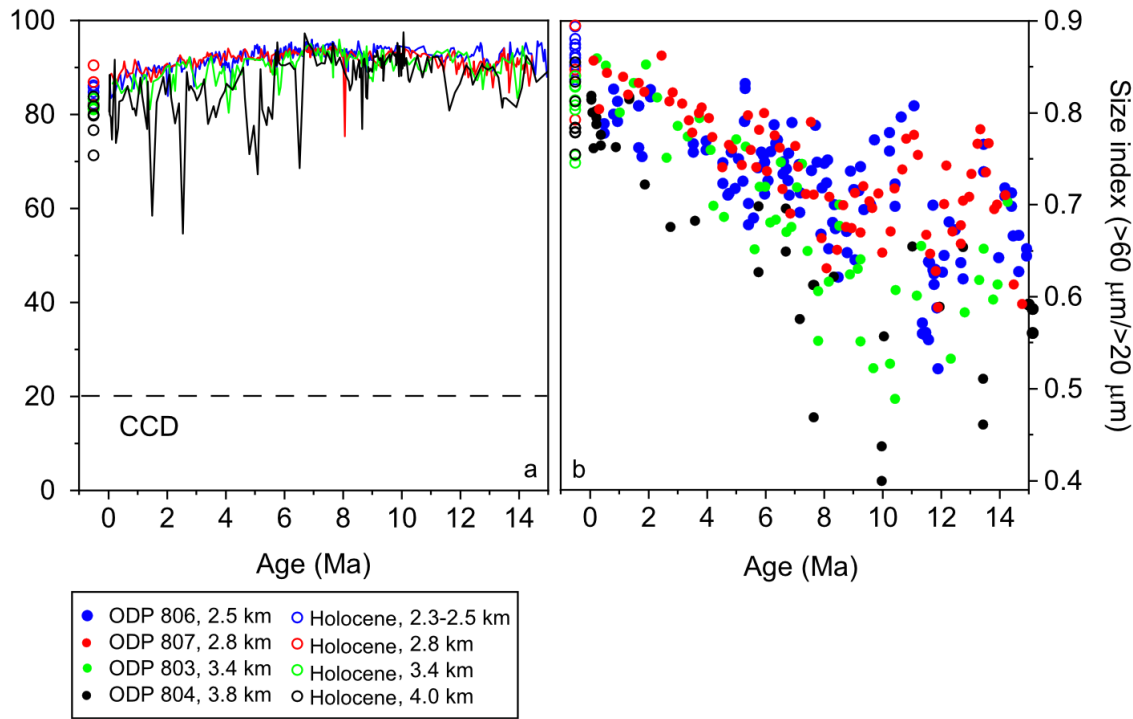 100
80
60
40
20
0
CCD
a
0 2 4 6 8 10 12 14
Age (Ma)
b
0 2 4 6 8 10 12 14
Age (Ma)
0.9
0.8
0.7
0.6
0.5
0.4
Size index (>60 μm/>20 μm)
ODP 806, 2.5 km
ODP 807, 2.8 km
ODP 803, 3.4 km
ODP 804, 3.8 km
Holocene, 2.3-2.5 km
Holocene, 2.8 km
Holocene, 3.4 km
Holocene, 4.0 km